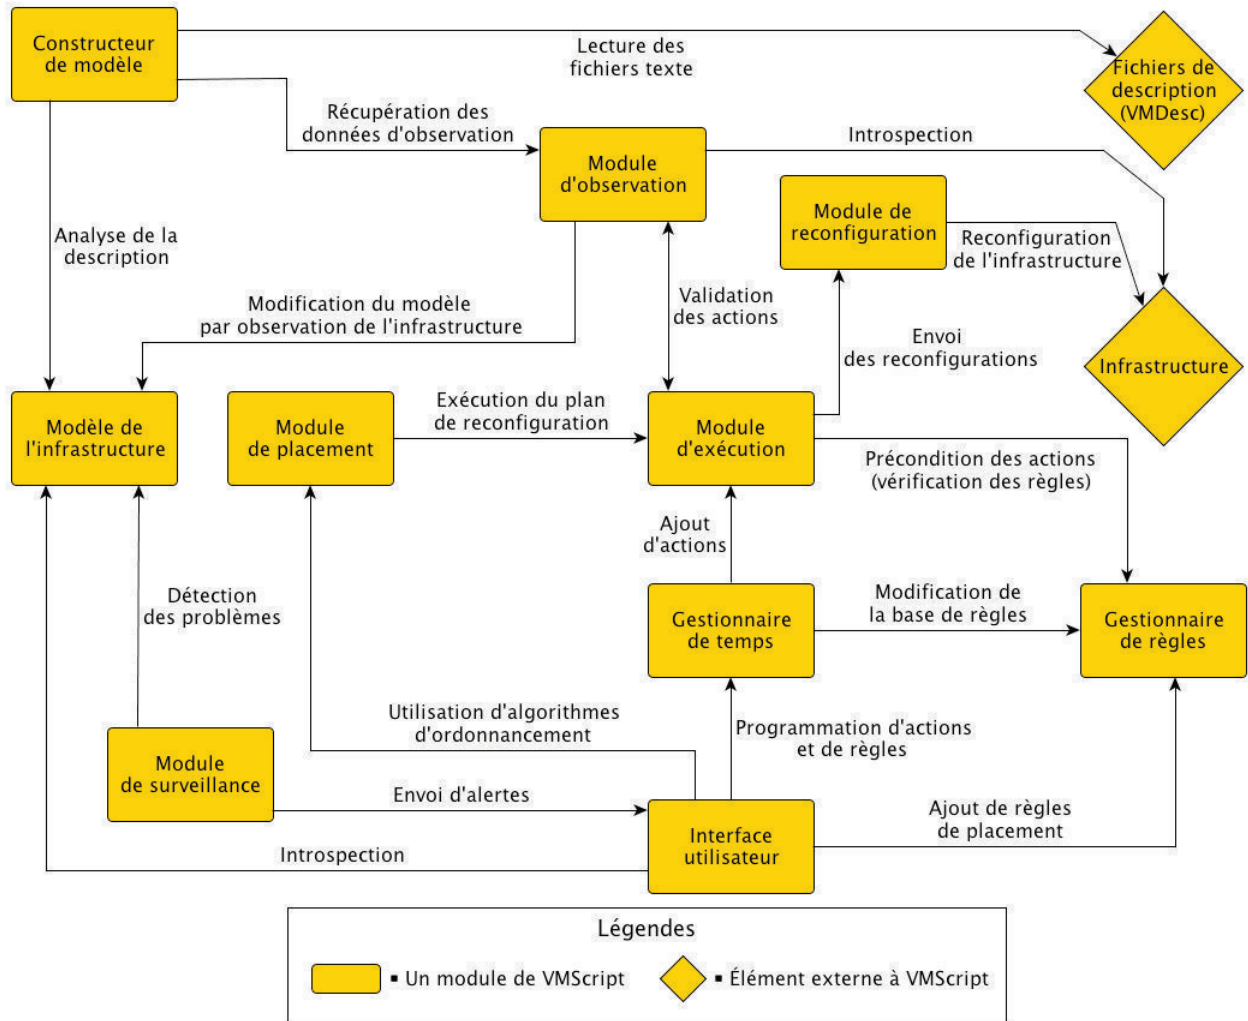 Constructeur
de modèle
Lecture des
fichiers texte
Fichiers de
description
(VMDesc)
Récupération des
données d'observation
Module
d'observation
Introspection
Module de
reconfiguration
Reconfiguration
de l'infrastructure
Analyse de la
description
Modification du modèle
par observation de l'infrastructure
Validation
des actions
Envoi
des reconfigurations
Infrastructure
Modèle de
l'infrastructure
Module
de placement
Exécution du plan
de reconfiguration
Module
d'exécution
Précondition des actions
(vérification des règles)
Ajout
d'actions
Détection
des problèmes
Gestionnaire
de temps
Modification de
la base de règles
Gestionnaire
de règles
Utilisation d'algorithmes
d'ordonnancement
Programmation d'actions
et de règles
Module
de surveillance
Envoi d'alertes
Interface
utilisateur
Ajout de règles
de placement
Introspection
Légendes
▪ Un module de VMScript
▪ Élément externe à VMScript